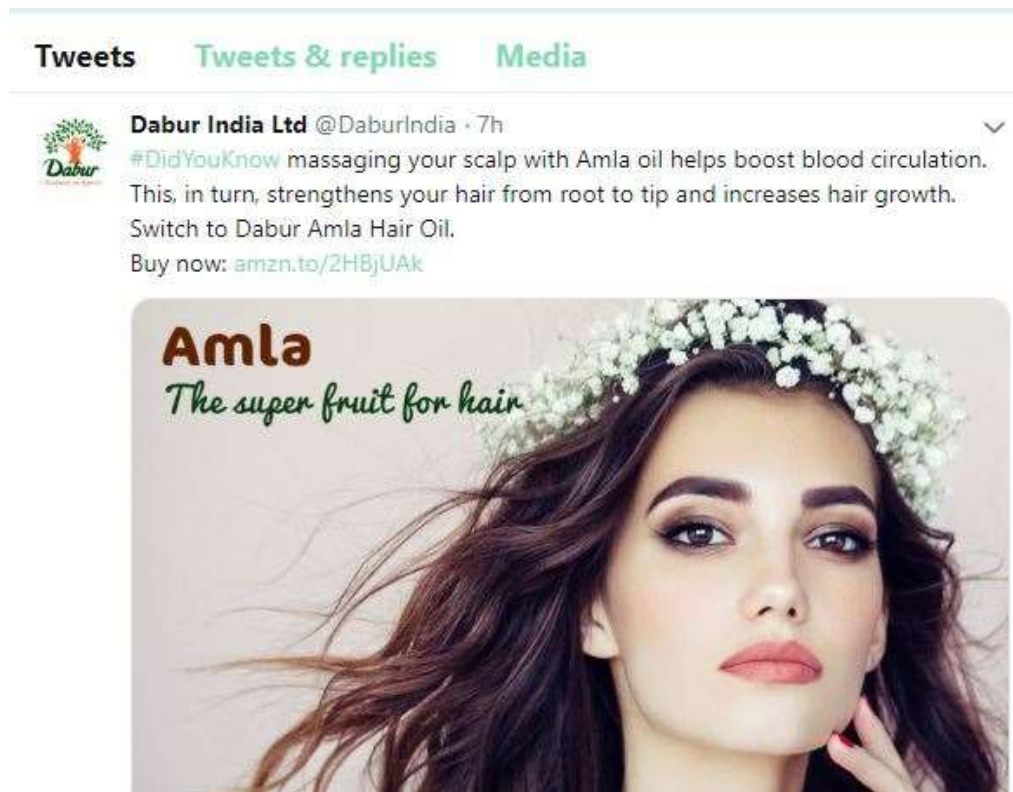 Tweets Tweets & replies Media
Dabur India Ltd @DaburIndia · 7h
#DidYouKnow massaging your scalp with Amla oil helps boost blood circulation.
This, in turn, strengthens your hair from root to tip and increases hair growth.
Switch to Dabur Amla Hair Oil.
Buy now: amzn.to/2HBjUAk
Dabur
Amla
The super fruit for hair